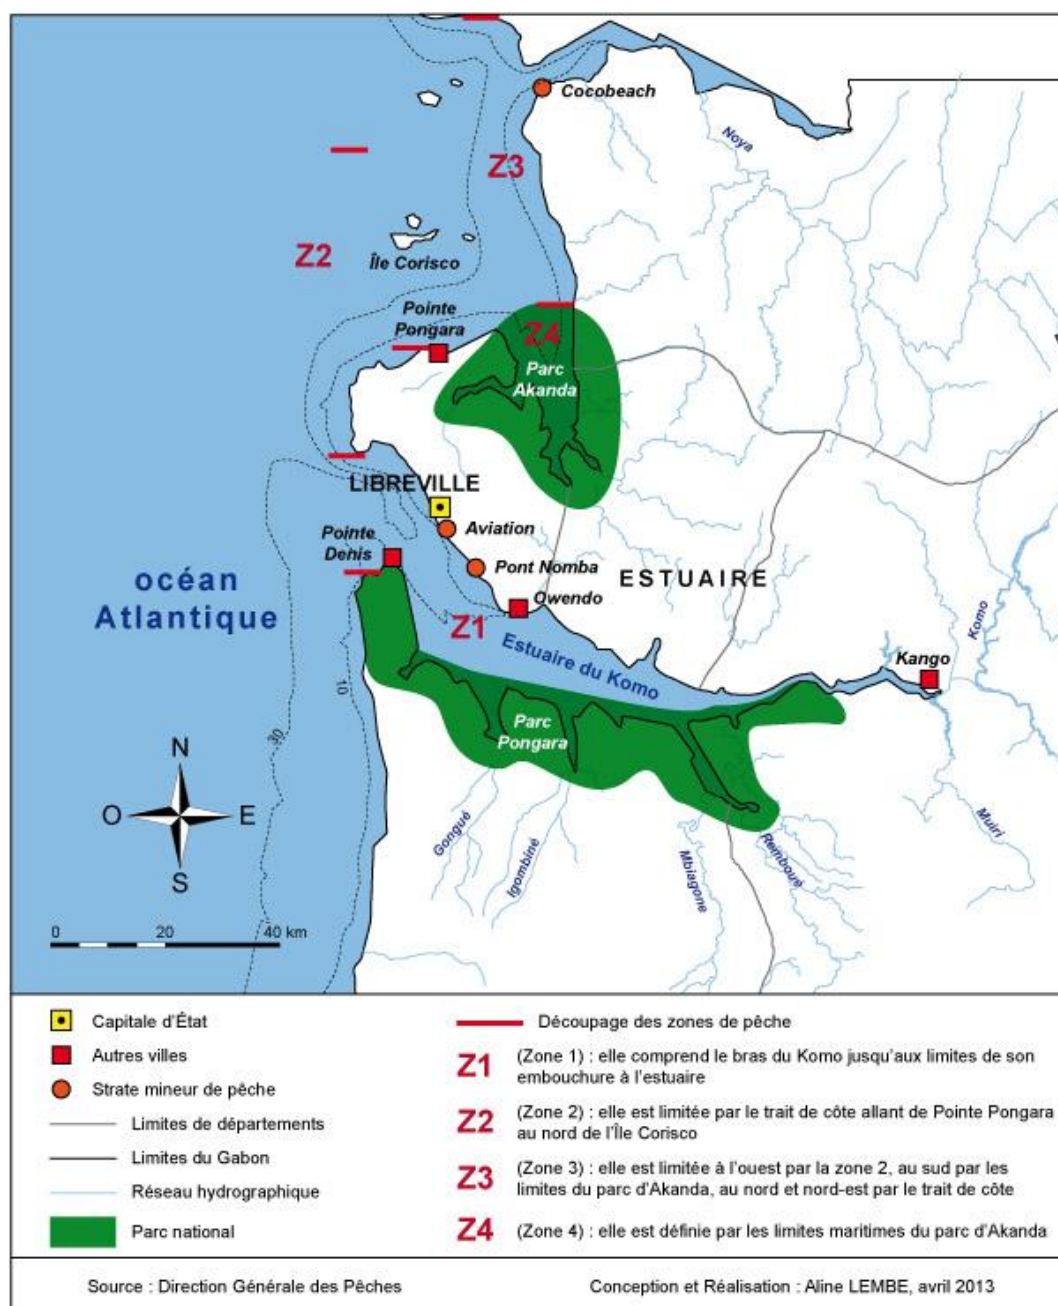 Cocobeach
Noya
Z3
Z2
Île Corisco
Pointe
Pongara
Z4
Parc
Akanda
LIBREVILLE
Aviation
Pointe
Denis
Pont Nomba
ESTUAIRE
océan
Atlantique
Owendo
Z1
Estuaire du Komo
Komo
Kango
10
30
Parc
Pongara
N
O
E
S
Gongué
Igombiné
Mbiagone
Remboué
Muiri
0 20 40 km
Capitale d'État
Autres villes
Strate mineur de pêche
Limites de départements
Limites du Gabon
Réseau hydrographique
Parc national
Découpage des zones de pêche
Z1 (Zone 1) : elle comprend le bras du Komo jusqu'aux limites de son
embouchure à l'estuaire
Z2 (Zone 2) : elle est limitée par le trait de côte allant de Pointe Pongara
au nord de l'Île Corisco
Z3 (Zone 3) : elle est limitée à l'ouest par la zone 2, au sud par les
limites du parc d'Akanda, au nord et nord-est par le trait de côte
Z4 (Zone 4) : elle est définie par les limites maritimes du parc d'Akanda
Source : Direction Générale des Pêches
Conception et Réalisation : Aline LEMBE, avril 2013